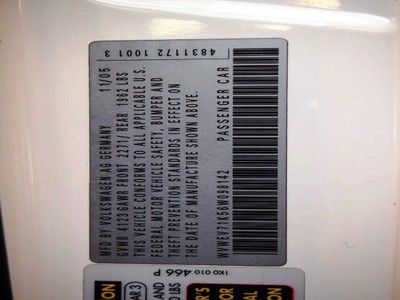 MFD BY VOLKSWAGEN AG GERMANY 11/05
GVWR 4123 GAWR FRONT 2271/ REAR 1962 LBS
THIS VEHICLE CONFORMS TO ALL APPLICABLE U.S.
FEDERAL MOTOR VEHICLE SAFETY, BUMPER AND
THEFT PREVENTION STANDARDS IN EFFECT ON
THE DATE OF MANUFACTURE SHOWN ABOVE.
WVWEV71K56W098142
PASSENGER CAR
4831172 1001 3
1K0 010 466 P